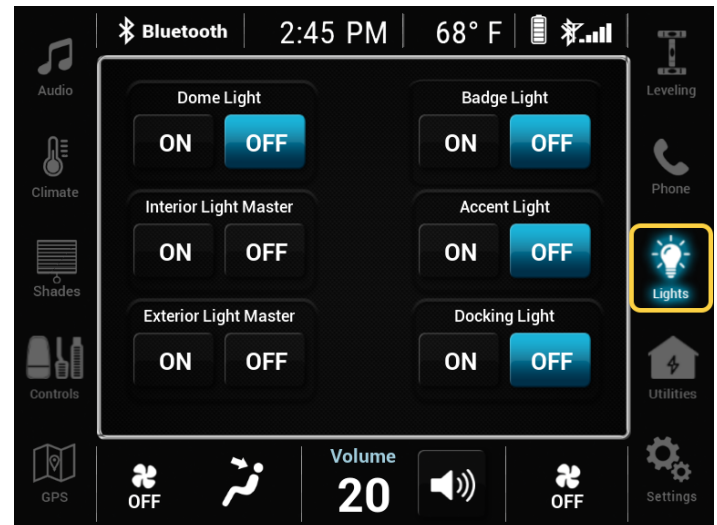 Bluetooth
2:45 PM
68° F
Audio
Climate
Shades
Controls
GPS
Dome Light
ON OFF
Badge Light
ON OFF
Interior Light Master
ON OFF
Accent Light
ON OFF
Exterior Light Master
ON OFF
Docking Light
ON OFF
Leveling
Phone
Lights
Utilities
Settings
OFF
Volume
20
OFF